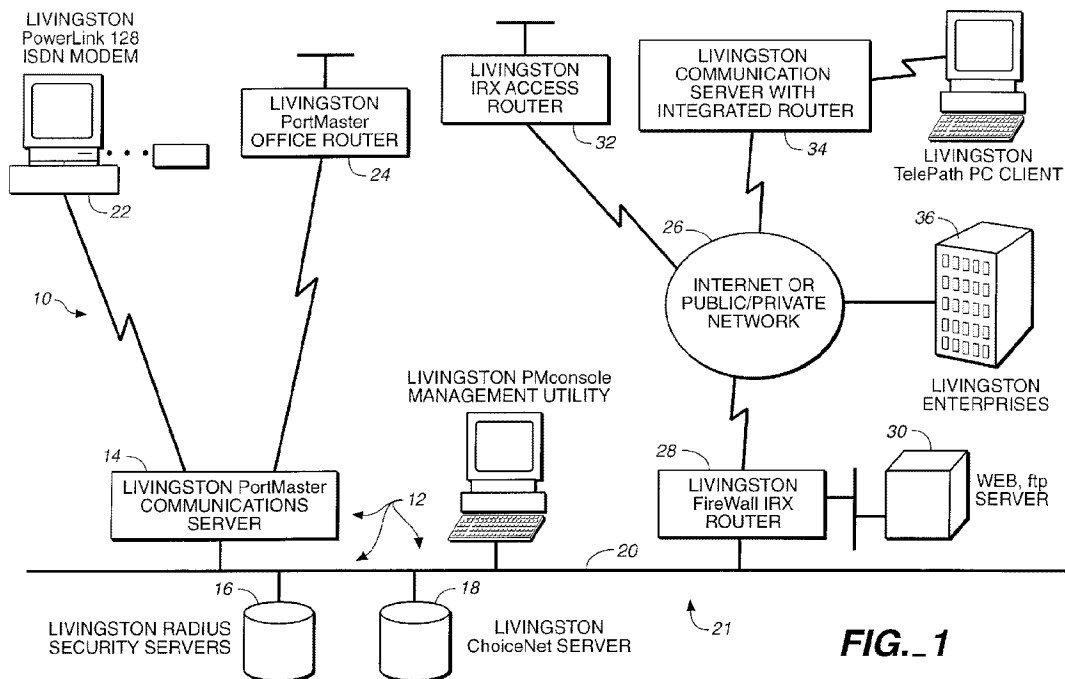 LIVINGSTON
PowerLink 128
ISDN MODEM
22
LIVINGSTON
PortMaster
OFFICE ROUTER
24
LIVINGSTON
IRX ACCESS
ROUTER
32
LIVINGSTON
COMMUNICATION
SERVER WITH
INTEGRATED ROUTER
34
LIVINGSTON
TelePath PC CLIENT
26
INTERNET OR
PUBLIC/PRIVATE
NETWORK
36
LIVINGSTON
ENTERPRISES
10
LIVINGSTON PMconsole
MANAGEMENT UTILITY
14
LIVINGSTON PortMaster
COMMUNICATIONS
SERVER
12
28
LIVINGSTON
FireWall IRX
ROUTER
30
WEB, ftp
SERVER
20
16
LIVINGSTON RADIUS
SECURITY SERVERS
18
LIVINGSTON
ChoiceNet SERVER
21
FIG._1